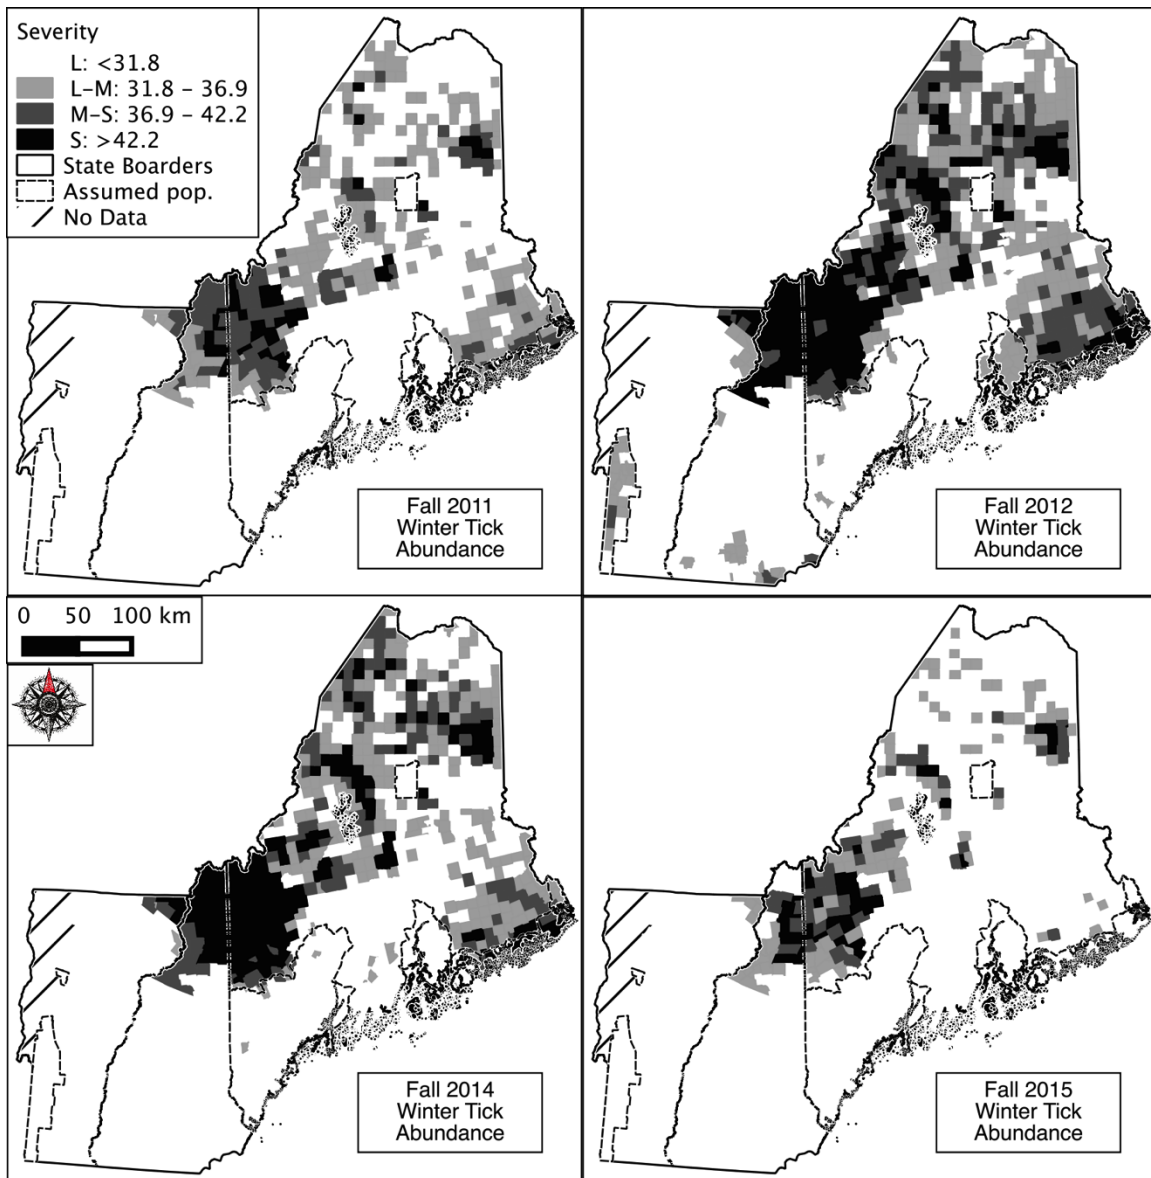 Severity
L: <31.8
L-M: 31.8 - 36.9
M-S: 36.9 - 42.2
S: >42.2
State Boarders
Assumed pop.
No Data
Fall 2011
Winter Tick
Abundance
Fall 2012
Winter Tick
Abundance
0 50 100 km
Fall 2014
Winter Tick
Abundance
Fall 2015
Winter Tick
Abundance